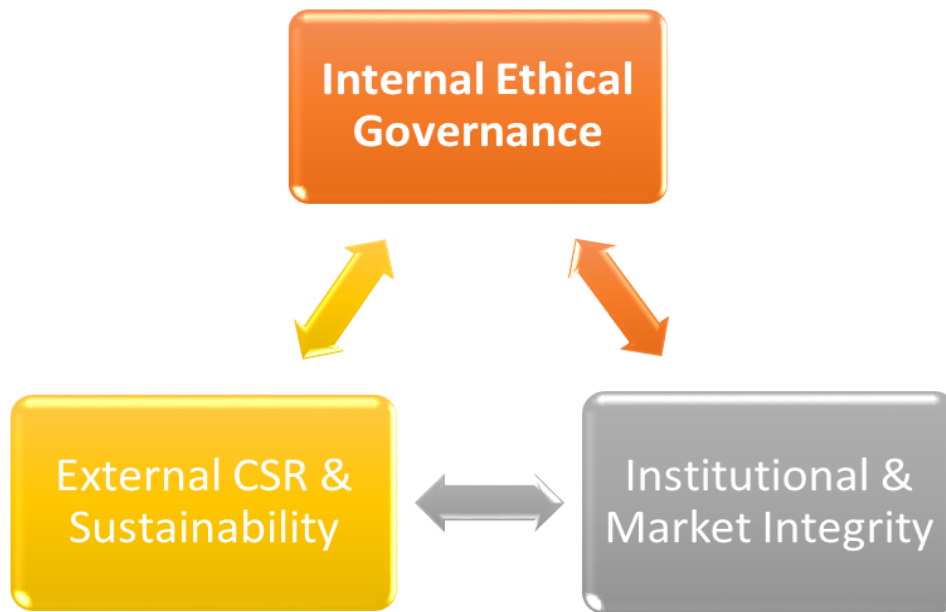 Internal Ethical
Governance
External CSR &
Sustainability
Institutional &
Market Integrity